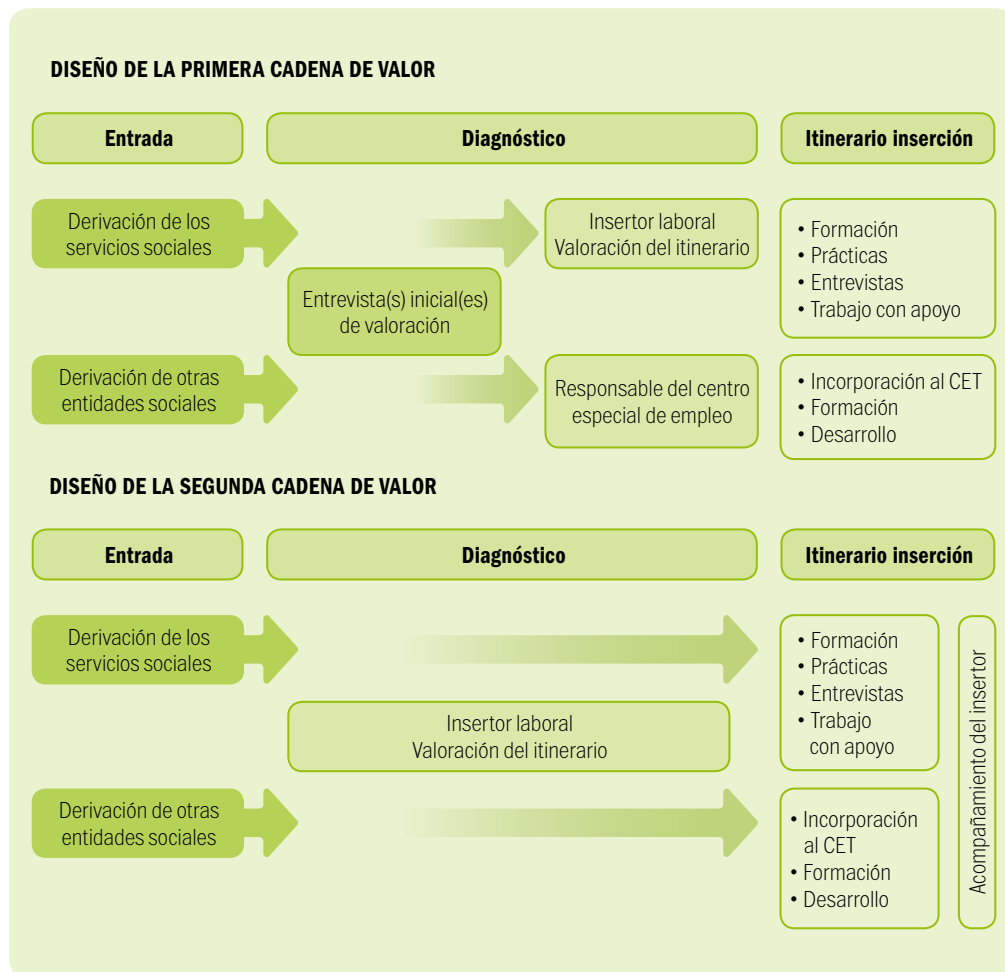 DISEÑO DE LA PRIMERA CADENA DE VALOR
Entrada
Diagnóstico
Itinerario inserción
Derivación de los
servicios sociales
Insertor laboral
Valoración del itinerario
• Formación
• Prácticas
• Entrevistas
• Trabajo con apoyo
Entrevista(s) inicial(es)
de valoración
Derivación de otras
entidades sociales
Responsable del centro
especial de empleo
• Incorporación al CET
• Formación
• Desarrollo
DISEÑO DE LA SEGUNDA CADENA DE VALOR
Entrada
Diagnóstico
Itinerario inserción
Derivación de los
servicios sociales
• Formación
• Prácticas
• Entrevistas
• Trabajo
con apoyo
Insertor laboral
Valoración del itinerario
Derivación de otras
entidades sociales
• Incorporación
al CET
• Formación
• Desarrollo
Acompañamiento del insertor